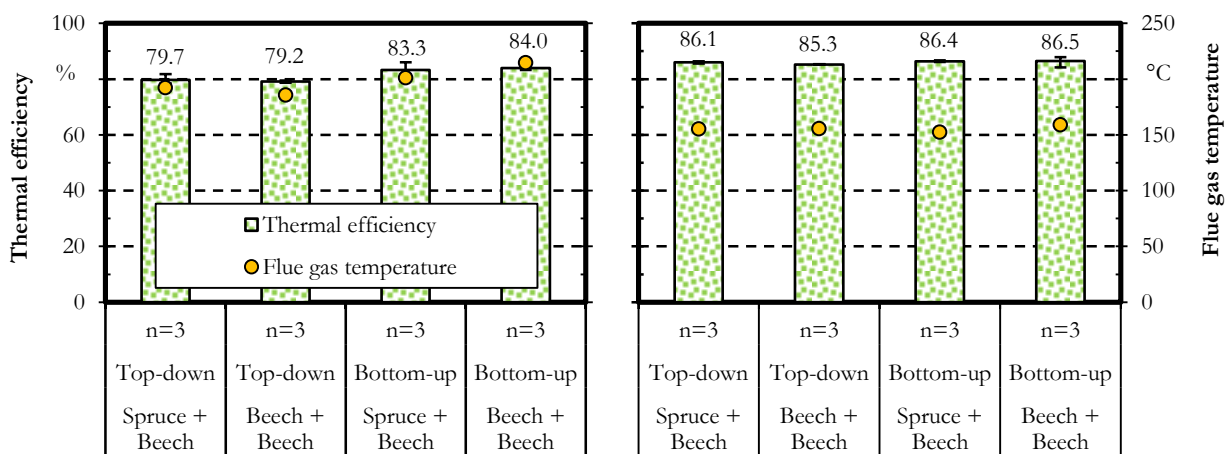 100
80
60
40
20
0
%
Thermal efficiency
79.7
79.2
83.3
84.0
Thermal efficiency
Flue gas temperature
n=3
n=3
n=3
n=3
Top-down
Top-down
Bottom-up
Bottom-up
Spruce +
Beech
Beech +
Beech
Spruce +
Beech
Beech +
Beech
86.1
85.3
86.4
86.5
250
°C
150
100
50
0
Flue gas temperature
n=3
n=3
n=3
n=3
Top-down
Top-down
Bottom-up
Bottom-up
Spruce +
Beech
Beech +
Beech
Spruce +
Beech
Beech +
Beech